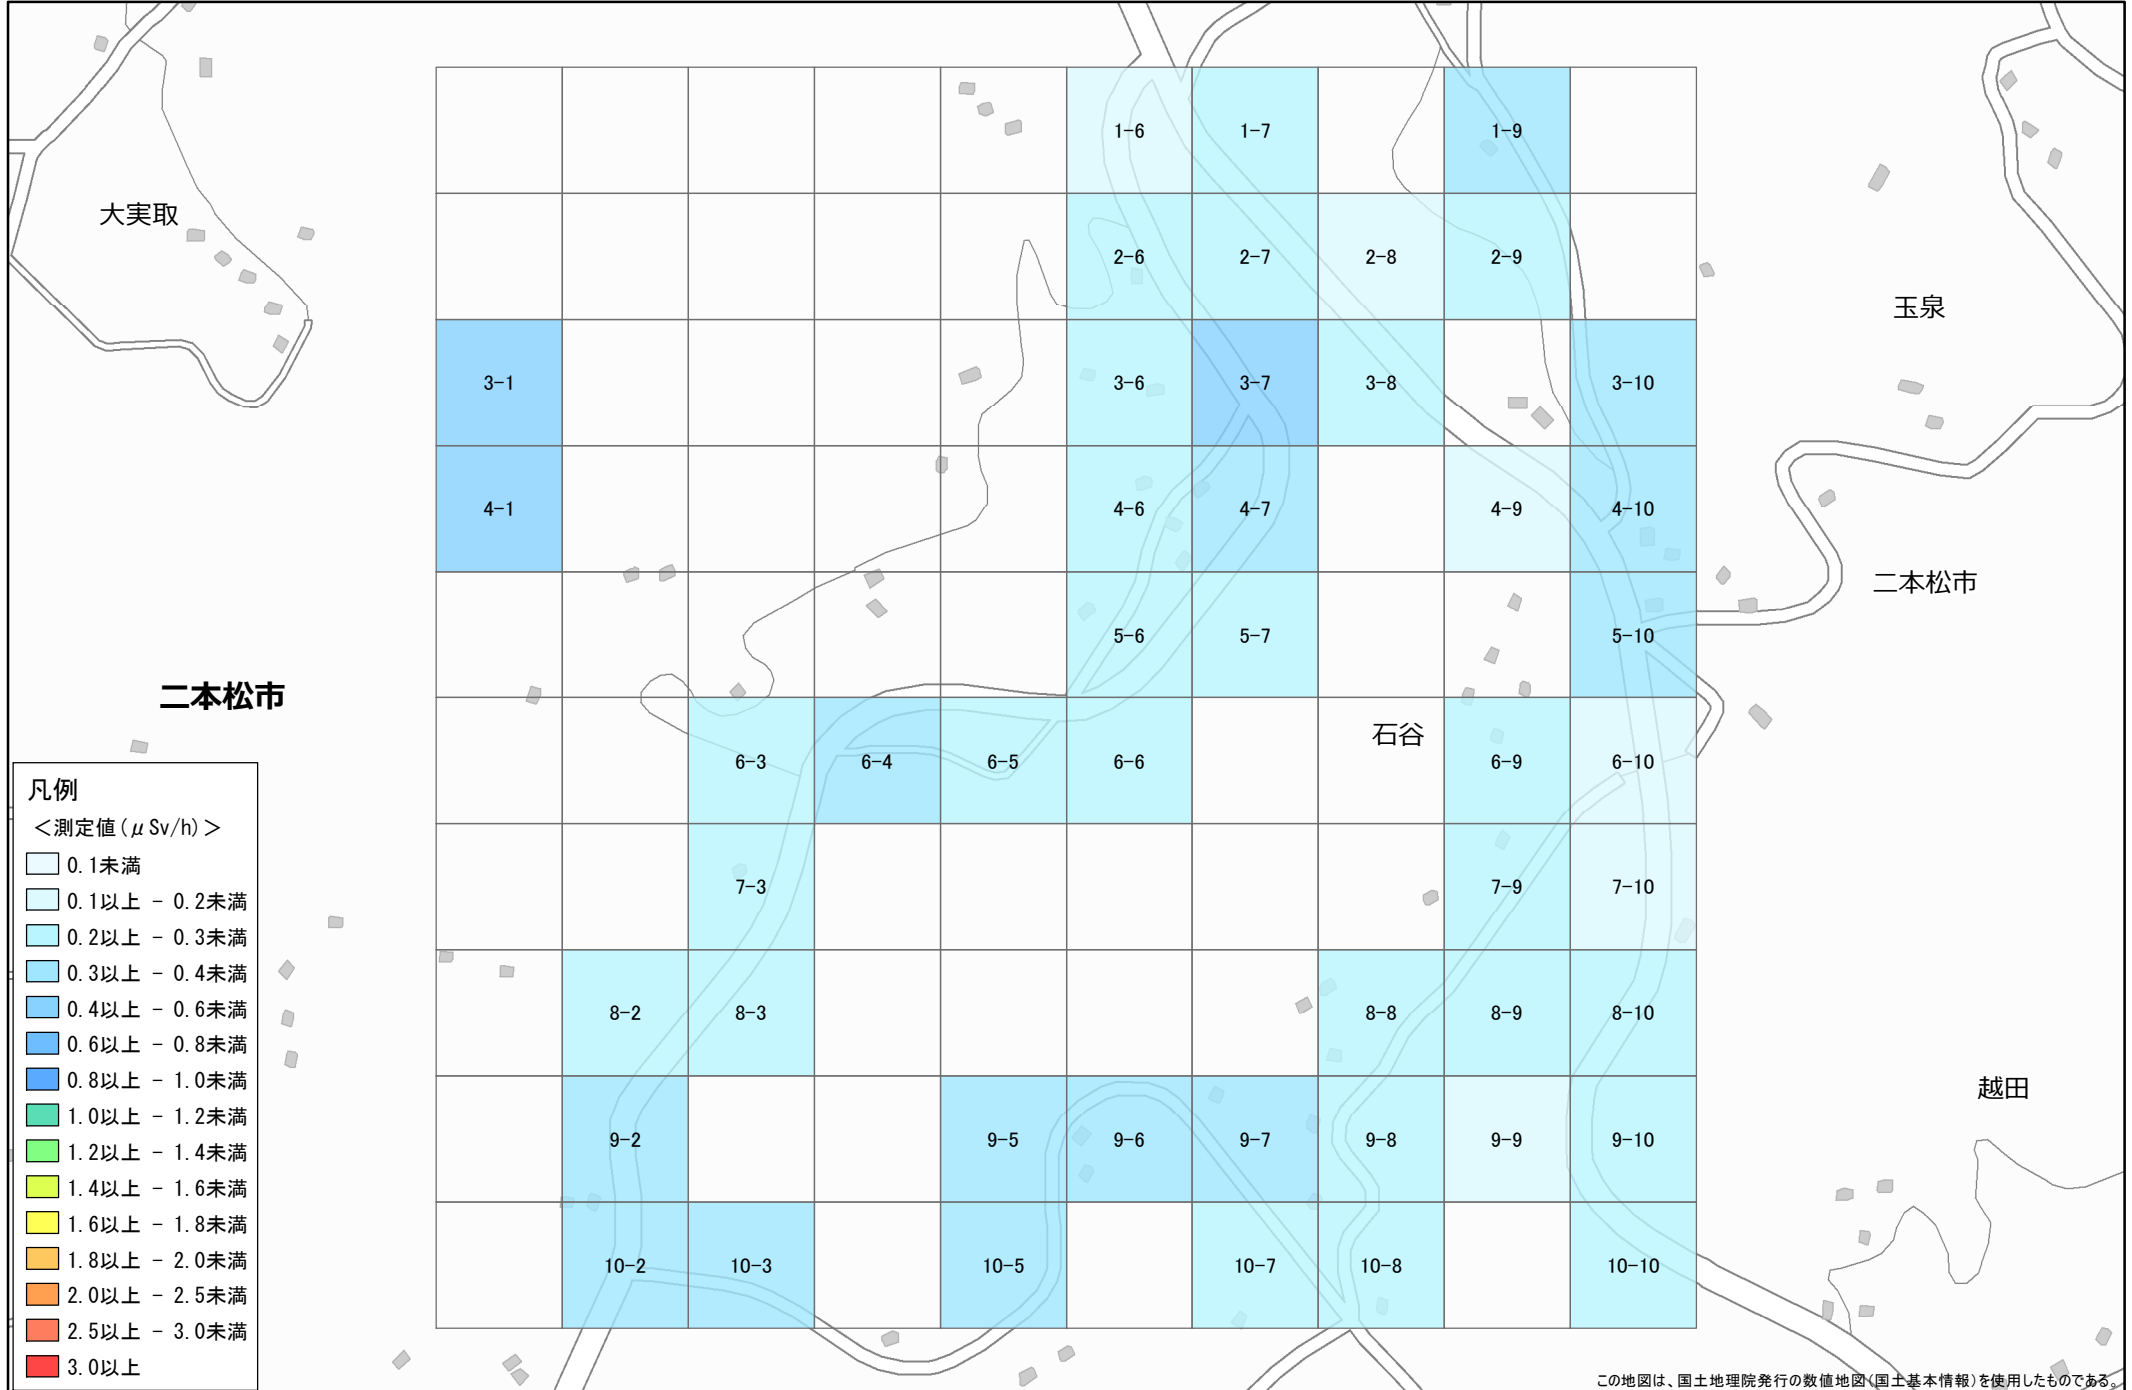 1-6 1-7 1-9
大実取
2-6 2-7 2-8 2-9
玉泉
3-1 3-6 3-7 3-8 3-10
4-1 4-6 4-7 4-9 4-10
二本松市
5-6 5-7 5-10
二本松市
石谷
6-3 6-4 6-5 6-6 6-9 6-10
7-3 7-9 7-10
8-2 8-3 8-8 8-9 8-10
越田
9-2 9-5 9-6 9-7 9-8 9-9 9-10
10-2 10-3 10-5 10-7 10-8 10-10
凡例
＜測定値(μSv/h)＞
0.1未満
0.1以上 － 0.2未満
0.2以上 － 0.3未満
0.3以上 － 0.4未満
0.4以上 － 0.6未満
0.6以上 － 0.8未満
0.8以上 － 1.0未満
1.0以上 － 1.2未満
1.2以上 － 1.4未満
1.4以上 － 1.6未満
1.6以上 － 1.8未満
1.8以上 － 2.0未満
2.0以上 － 2.5未満
2.5以上 － 3.0未満
3.0以上
この地図は、国土地理院発行の数値地図(国土基本情報)を使用したものである。